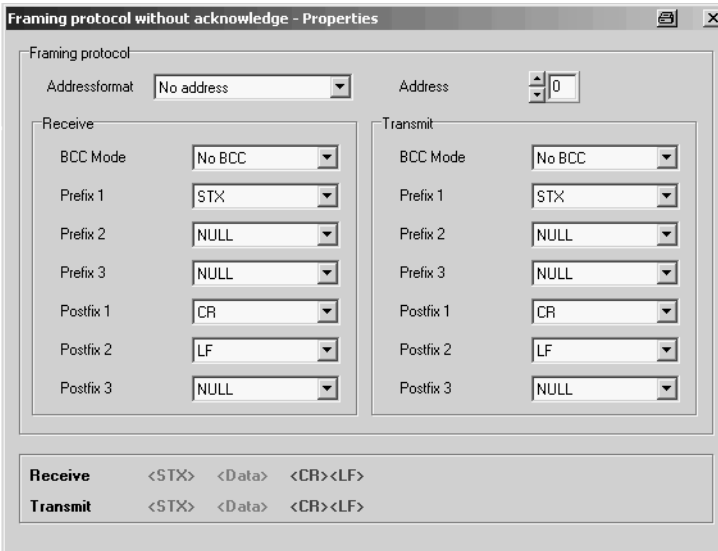 Framing protocol without acknowledge - Properties
Framing protocol
Addressformat No address Address 0
Receive Transmit
BCC Mode No BCC BCC Mode No BCC
Prefix 1 STX Prefix 1 STX
Prefix 2 NULL Prefix 2 NULL
Prefix 3 NULL Prefix 3 NULL
Postfix 1 CR Postfix 1 CR
Postfix 2 LF Postfix 2 LF
Postfix 3 NULL Postfix 3 NULL
Receive <STX> <Data> <CR><LF>
Transmit <STX> <Data> <CR><LF>